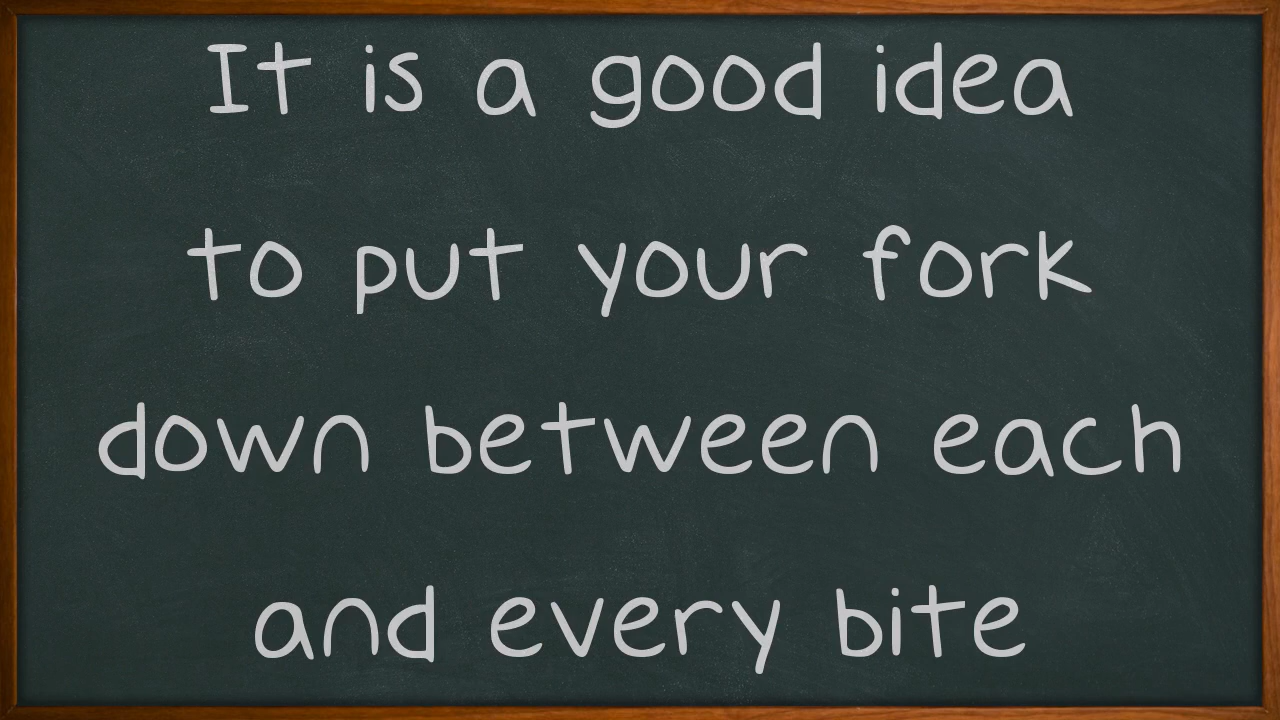 It is a good idea
to put your fork
down between each
and every bite